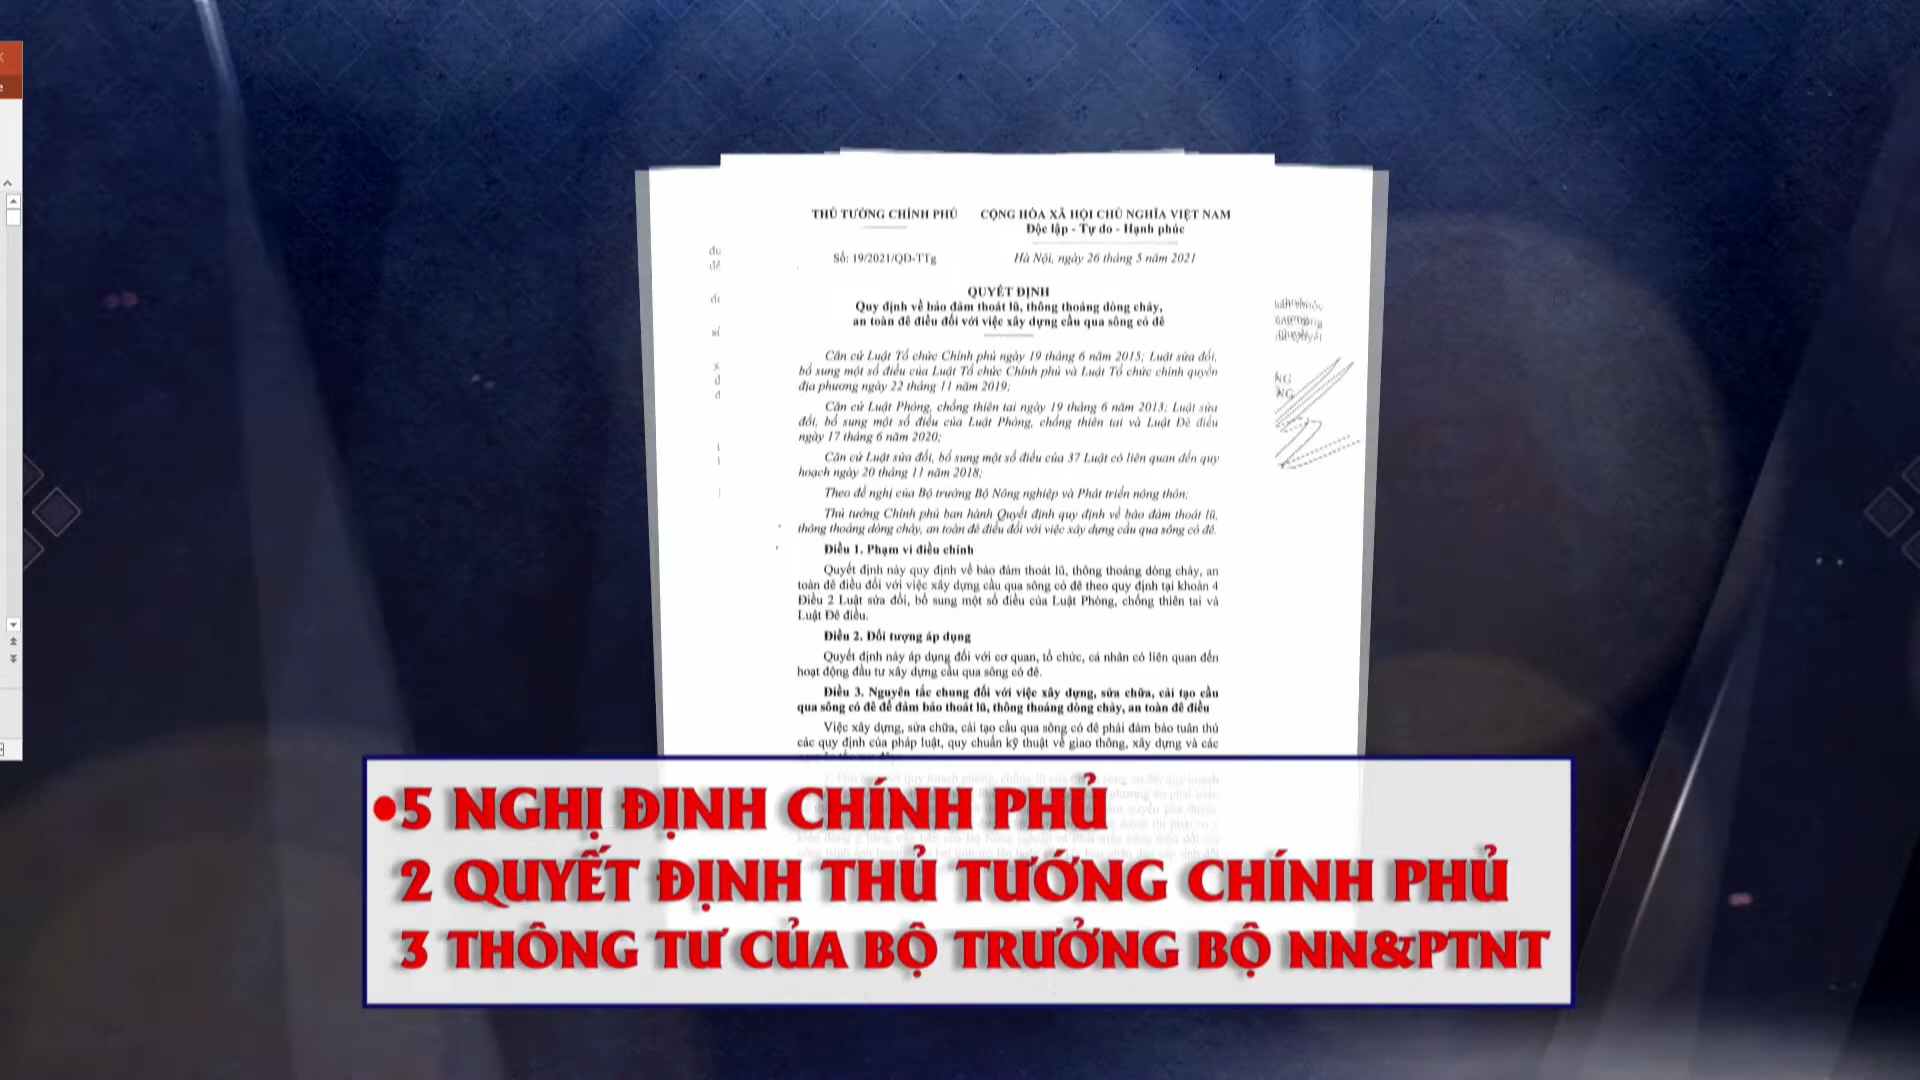 THỦ TƯỚNG CHÍNH PHỦ
CỘNG HÒA XÃ HỘI CHỦ NGHĨA VIỆT NAM
Độc lập - Tự do - Hạnh phúc
Số: 19/2021/QĐ-TTg
Hà Nội, ngày 26 tháng 5 năm 2021
QUYẾT ĐỊNH
Quy định về bảo đảm thoát lũ, thông thoáng dòng chảy,
an toàn đê điều đối với việc xây dựng cầu qua sông có đê
Căn cứ Luật Tổ chức Chính phủ ngày 19 tháng 6 năm 2015; Luật sửa đổi,
bổ sung một số điều của Luật Tổ chức Chính phủ và Luật Tổ chức chính quyền
địa phương ngày 22 tháng 11 năm 2019;
Căn cứ Luật Phòng, chống thiên tai ngày 19 tháng 6 năm 2013; Luật sửa
đổi, bổ sung một số điều của Luật Phòng, chống thiên tai và Luật Đê điều
ngày 17 tháng 6 năm 2020;
Căn cứ Luật sửa đổi, bổ sung một số điều của 37 Luật có liên quan đến quy
hoạch ngày 20 tháng 11 năm 2018;
Theo đề nghị của Bộ trưởng Bộ Nông nghiệp và Phát triển nông thôn;
Thủ tướng Chính phủ ban hành Quyết định quy định về bảo đảm thoát lũ,
thông thoáng dòng chảy, an toàn đê điều đối với việc xây dựng cầu qua sông có đê.
Điều 1. Phạm vi điều chỉnh
Quyết định này quy định về bảo đảm thoát lũ, thông thoáng dòng chảy, an
toàn đê điều đối với việc xây dựng cầu qua sông có đê theo quy định tại khoản 4
Điều 2 Luật sửa đổi, bổ sung một số điều của Luật Phòng, chống thiên tai và
Luật Đê điều.
Điều 2. Đối tượng áp dụng
Quyết định này áp dụng đối với cơ quan, tổ chức, cá nhân có liên quan đến
hoạt động đầu tư xây dựng cầu qua sông có đê.
Điều 3. Nguyên tắc chung đối với việc xây dựng, sửa chữa, cải tạo cầu
qua sông có đê để đảm bảo thoát lũ, thông thoáng dòng chảy, an toàn đê điều
Việc xây dựng, sửa chữa, cải tạo cầu qua sông có đê phải đảm bảo tuân thủ
các quy định của pháp luật, quy chuẩn kỹ thuật về giao thông, xây dựng và các
•5 NGHỊ ĐỊNH CHÍNH PHỦ
2 QUYẾT ĐỊNH THỦ TƯỚNG CHÍNH PHỦ
3 THÔNG TƯ CỦA BỘ TRƯỞNG BỘ NN&PTNT